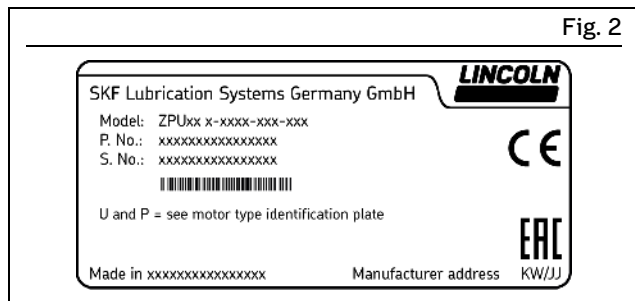 Fig. 2
LINCOLN
SKF Lubrication Systems Germany GmbH
Model: ZPUxx x-xxxx-xxx-xxx
P. No.: xxxxxxxxxxxxxxxx
S. No.: xxxxxxxxxxxxxxxx
CE
U and P = see motor type identification plate
EAC
Made in xxxxxxxxxxxxxxxx Manufacturer address KW/JJ